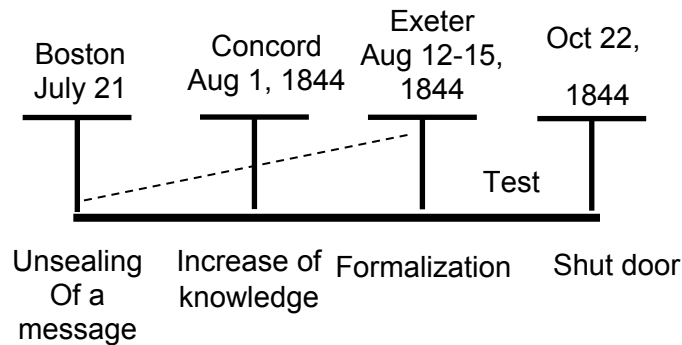 Boston
July 21
Concord
Aug 1, 1844
Exeter
Aug 12-15,
1844
Oct 22,
1844
Test
Unsealing
Of a
message
Increase of
knowledge
Formalization
Shut door